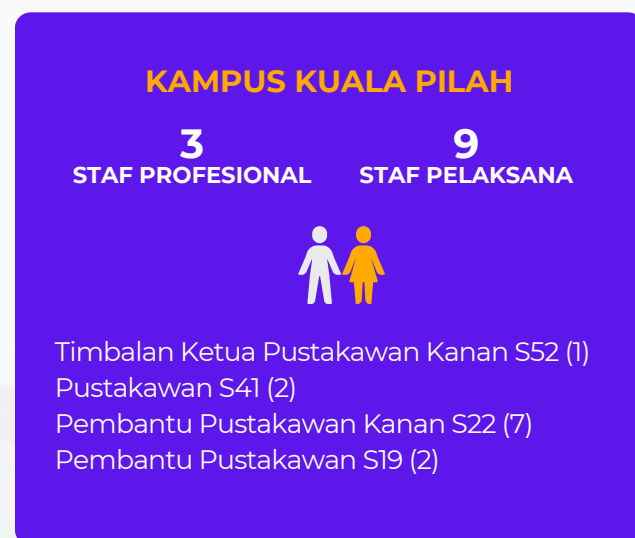 KAMPUS KUALA PILAH
3
STAF PROFESIONAL
9
STAF PELAKSANA
Timbalan Ketua Pustakawan Kanan S52 (1)
Pustakawan S41 (2)
Pembantu Pustakawan Kanan S22 (7)
Pembantu Pustakawan S19 (2)